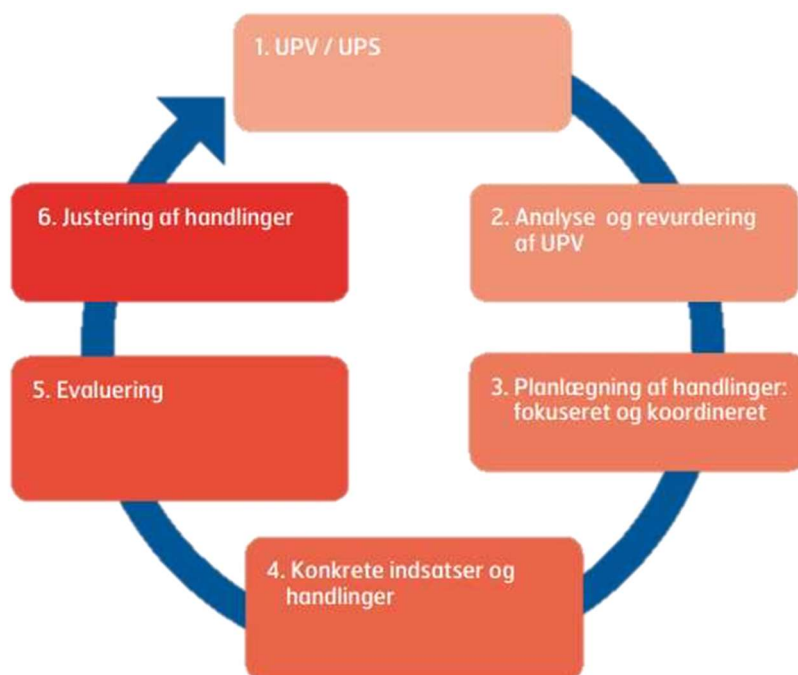 1. UPV / UPS
2. Analyse og revurdering
af UPV
3. Planlægning af handlinger:
fokuseret og koordineret
4. Konkrete indsatser og
handlinger
5. Evaluering
6. Justering af handlinger